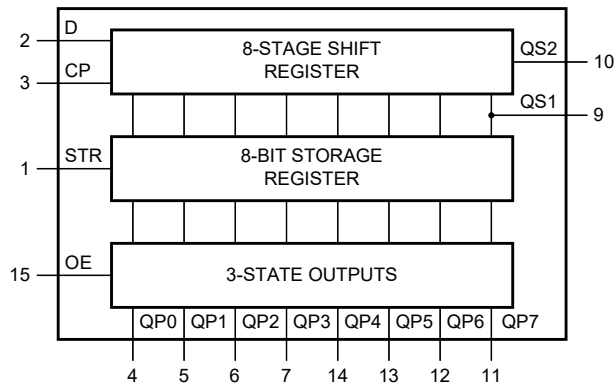 D
2
8-STAGE SHIFT
REGISTER
QS2
10
CP
3
QS1
9
STR
1
8-BIT STORAGE
REGISTER
OE
15
3-STATE OUTPUTS
QP0 QP1 QP2 QP3 QP4 QP5 QP6 QP7
4 5 6 7 14 13 12 11